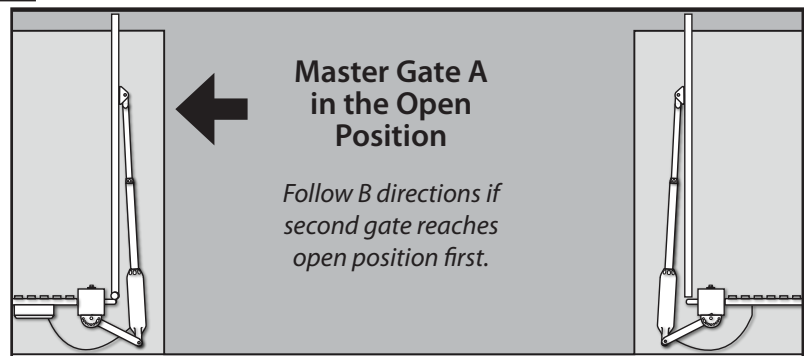 Master Gate A
in the Open
Position
Follow B directions if
second gate reaches
open position first.